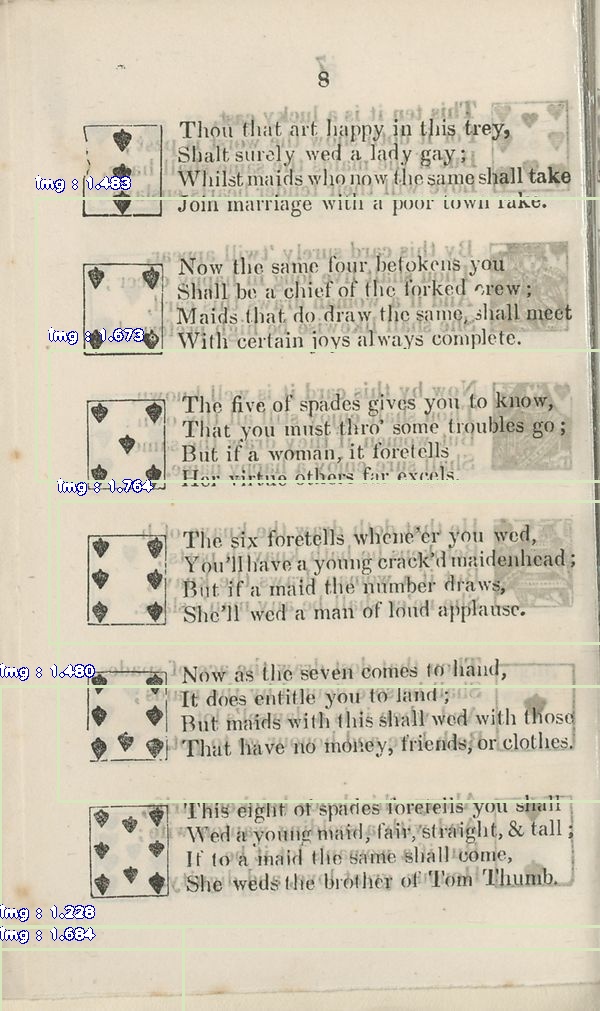 8
Thou that art happy in this trey,
Shalt surely wed a lady gay;
Whilst maids who now the same shall take
Join marriage with a poor town rake.
img : 1.483
Now the same four betokens you
Shall be a chief of the forked crew;
Maids that do draw the same, shall meet
With certain joys always complete.
img : 1.673
The five of spades gives you to know,
That you must thro' some troubles go;
But if a woman, it foretells
Her virtue others far excels.
img : 1.764
The six foretells whene'er you wed,
You'll have a young crack'd maidenhead;
But if a maid the number draws,
She'll wed a man of loud applause.
Now as the seven comes to hand,
img : 1.480
It does entitle you to land;
But maids with this shall wed with those
That have no money, friends, or clothes.
This eight of spades foretells you shall
Wed a young maid, fair, straight, & tall;
If to a maid the same shall come,
She weds the brother of Tom Thumb.
img : 1.228
img : 1.684